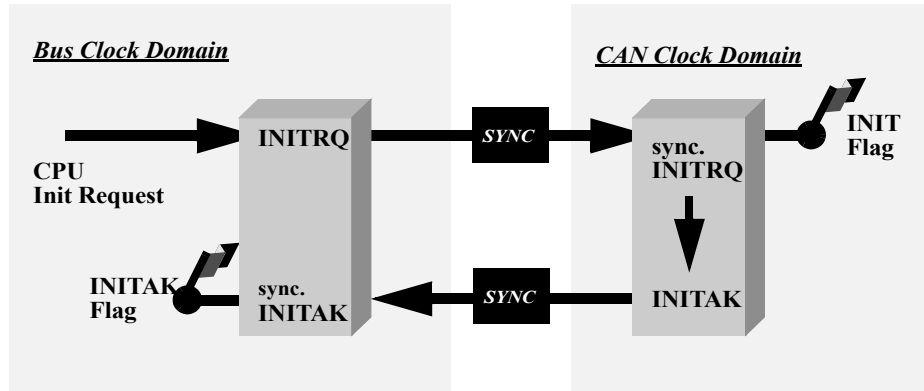 Bus Clock Domain
CAN Clock Domain
CPU
Init Request
INITRQ
SYNC
sync.
INITRQ
INIT
Flag
INITAK
Flag
sync.
INITAK
SYNC
INITAK